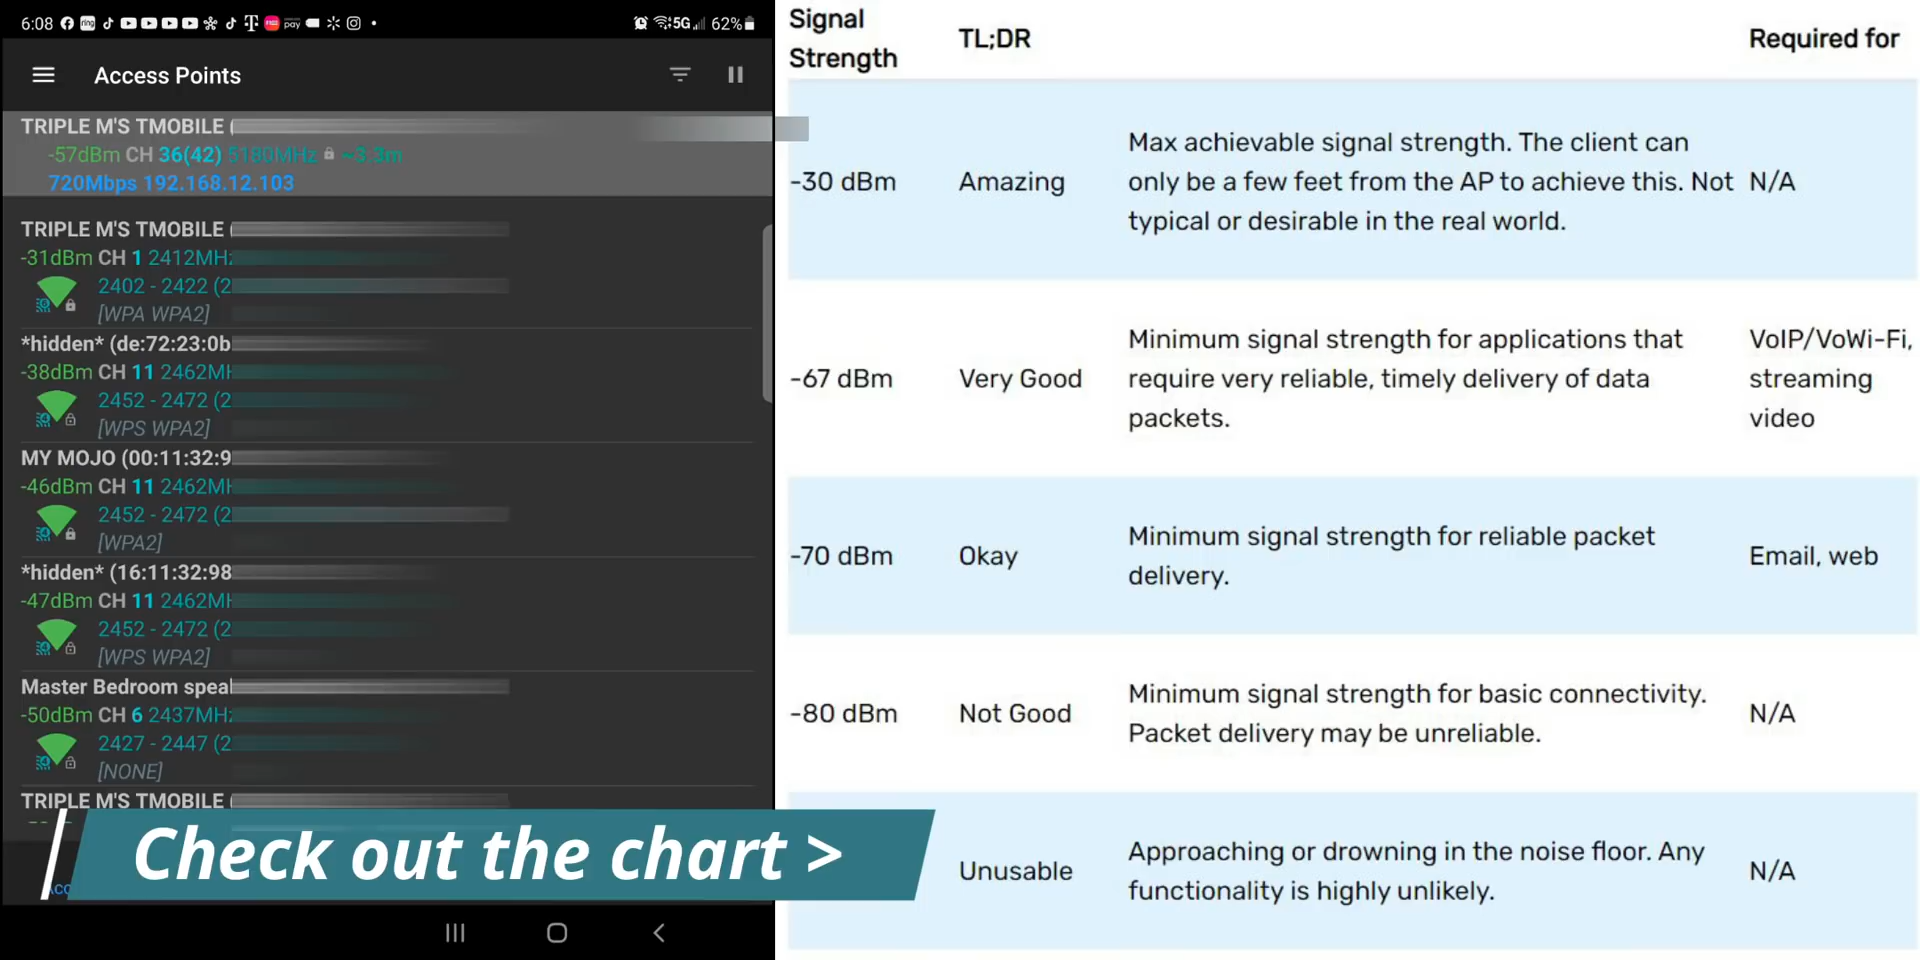 6:08
5G 62%
Access Points
TRIPLE M'S TMOBILE (
-57dBm CH 36(42) 5180MHz ~3.3m
720Mbps 192.168.12.103
TRIPLE M'S TMOBILE (
-31dBm CH 1 2412MHz
2402 - 2422 (2
[WPA WPA2]
*hidden* (de:72:23:0b
-38dBm CH 11 2462MH
2452 - 2472 (2
[WPS WPA2]
MY MOJO (00:11:32:9
-46dBm CH 11 2462MH
2452 - 2472 (2
[WPA2]
*hidden* (16:11:32:98
-47dBm CH 11 2462MH
2452 - 2472 (2
[WPS WPA2]
Master Bedroom speak
-50dBm CH 6 2437MHz
2427 - 2447 (2
[NONE]
TRIPLE M'S TMOBILE (
Check out the chart >
Signal
Strength
TL;DR
Required for
-30 dBm
Amazing
Max achievable signal strength. The client can
only be a few feet from the AP to achieve this. Not
typical or desirable in the real world.
N/A
-67 dBm
Very Good
Minimum signal strength for applications that
require very reliable, timely delivery of data
packets.
VoIP/VoWi-Fi,
streaming
video
-70 dBm
Okay
Minimum signal strength for reliable packet
delivery.
Email, web
-80 dBm
Not Good
Minimum signal strength for basic connectivity.
Packet delivery may be unreliable.
N/A
Unusable
Approaching or drowning in the noise floor. Any
functionality is highly unlikely.
N/A